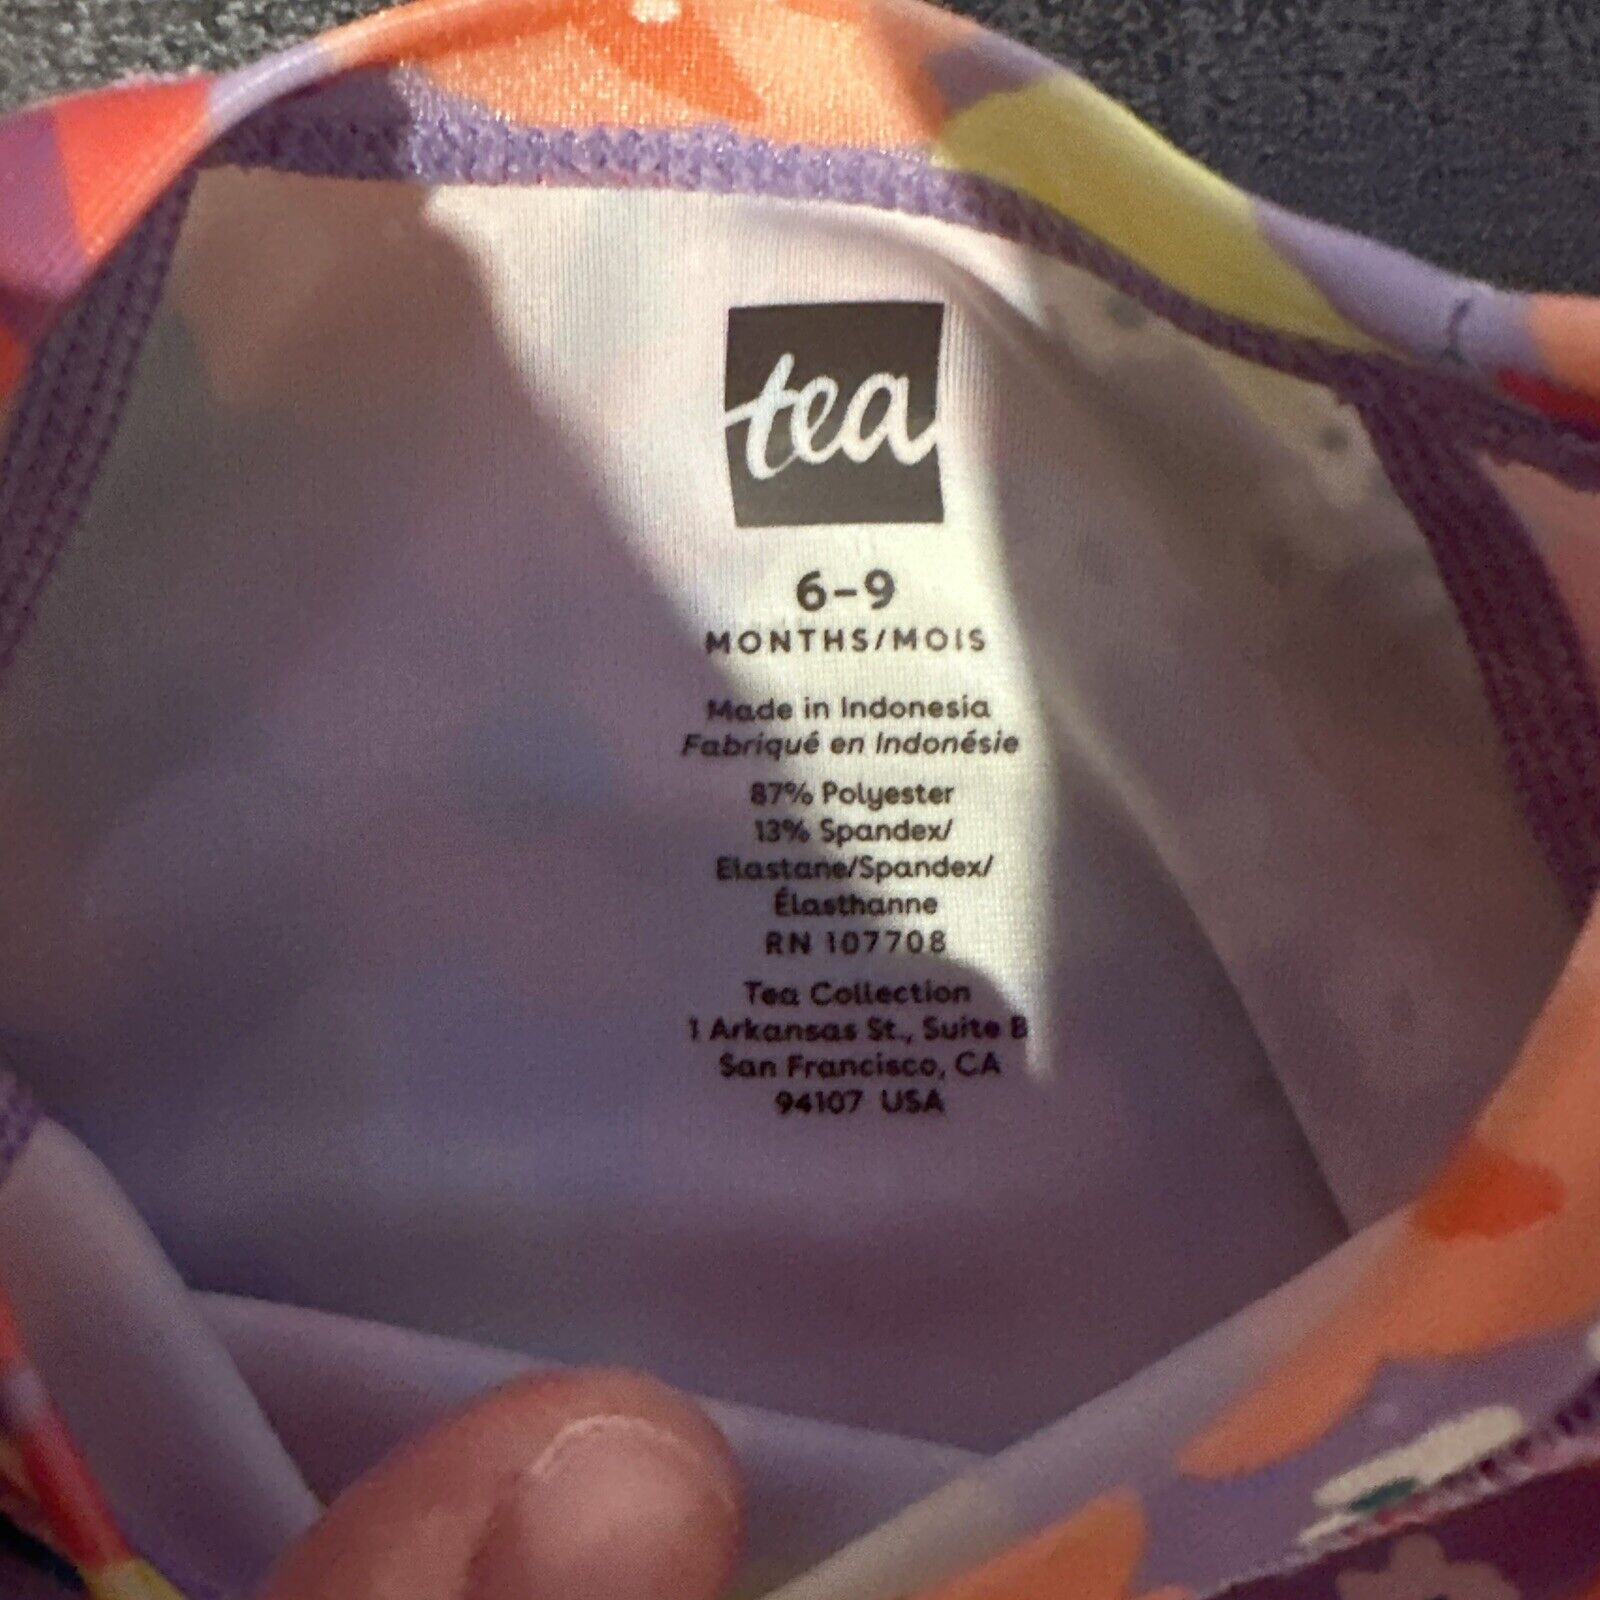 tea
6-9
MONTHS/MOIS
Made in Indonesia
Fabriqué en Indonésie
87% Polyester
13% Spandex/
Elastane/Spandex/
Élasthanne
RN 107708
Tea Collection
1 Arkansas St., Suite B
San Francisco, CA
94107 USA